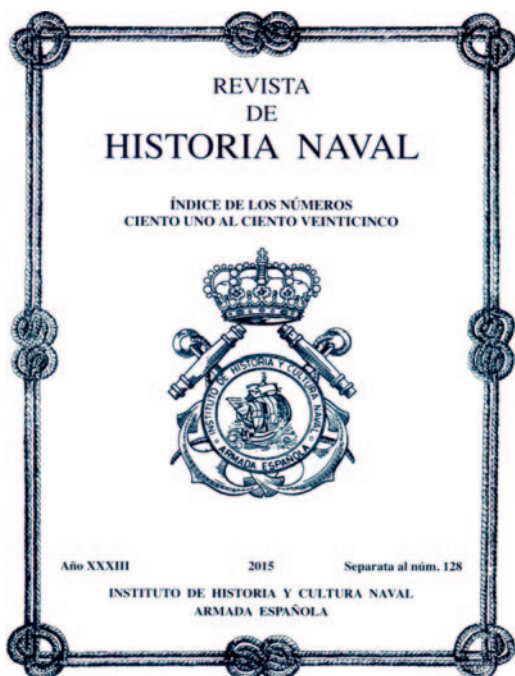 REVISTA
DE
HISTORIA NAVAL
ÍNDICE DE LOS NÚMEROS
CIENTO UNO AL CIENTO VEINTICINCO
INSTITUTO DE HISTORIA Y CULTURA NAVAL
ARMADA ESPAÑOLA
Año XXXIII 2015 Separata al núm. 128
INSTITUTO DE HISTORIA Y CULTURA NAVAL
ARMADA ESPAÑOLA